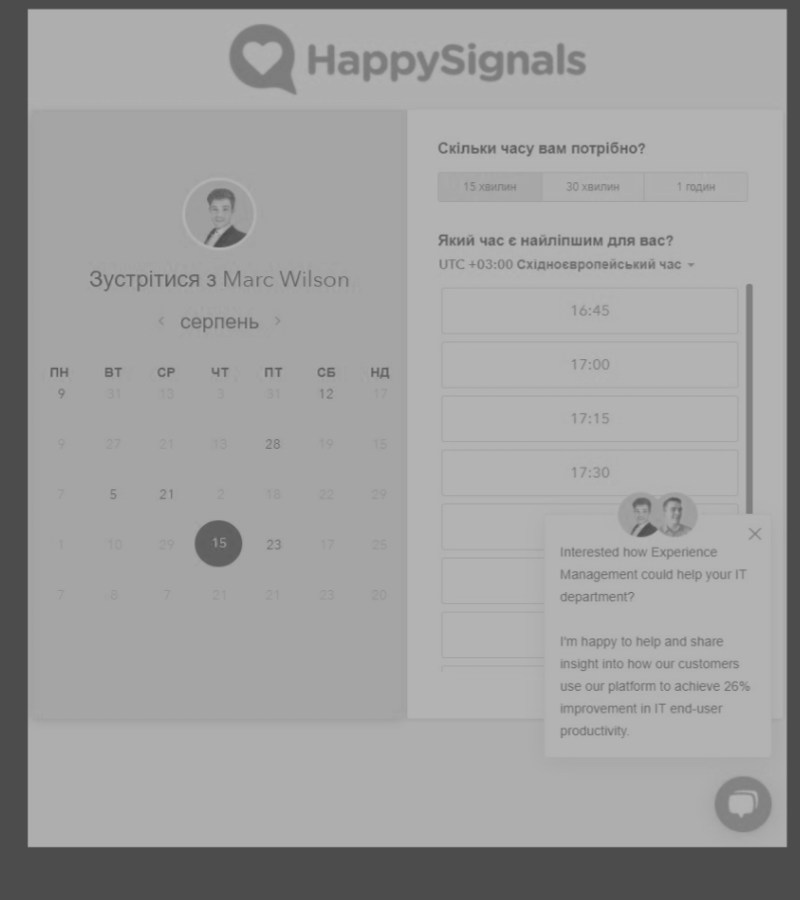 HappySignals
Зустрітися з Marc Wilson
серпень
ПН ВТ СР ЧТ ПТ СБ НД
9 31 13 3 31 12 17
9 27 21 13 28 19 15
7 5 21 2 18 22 29
1 10 29 15 23 17 25
7 8 7 21 21 23 20
Скільки часу вам потрібно?
15 хвилин 30 хвилин 1 годин
Який час є найліпшим для вас?
UTC +03:00 Східноєвропейський час
16:45
17:00
17:15
17:30
Interested how Experience
Management could help your IT
department?
I'm happy to help and share
insight into how our customers
use our platform to achieve 26%
improvement in IT end-user
productivity.